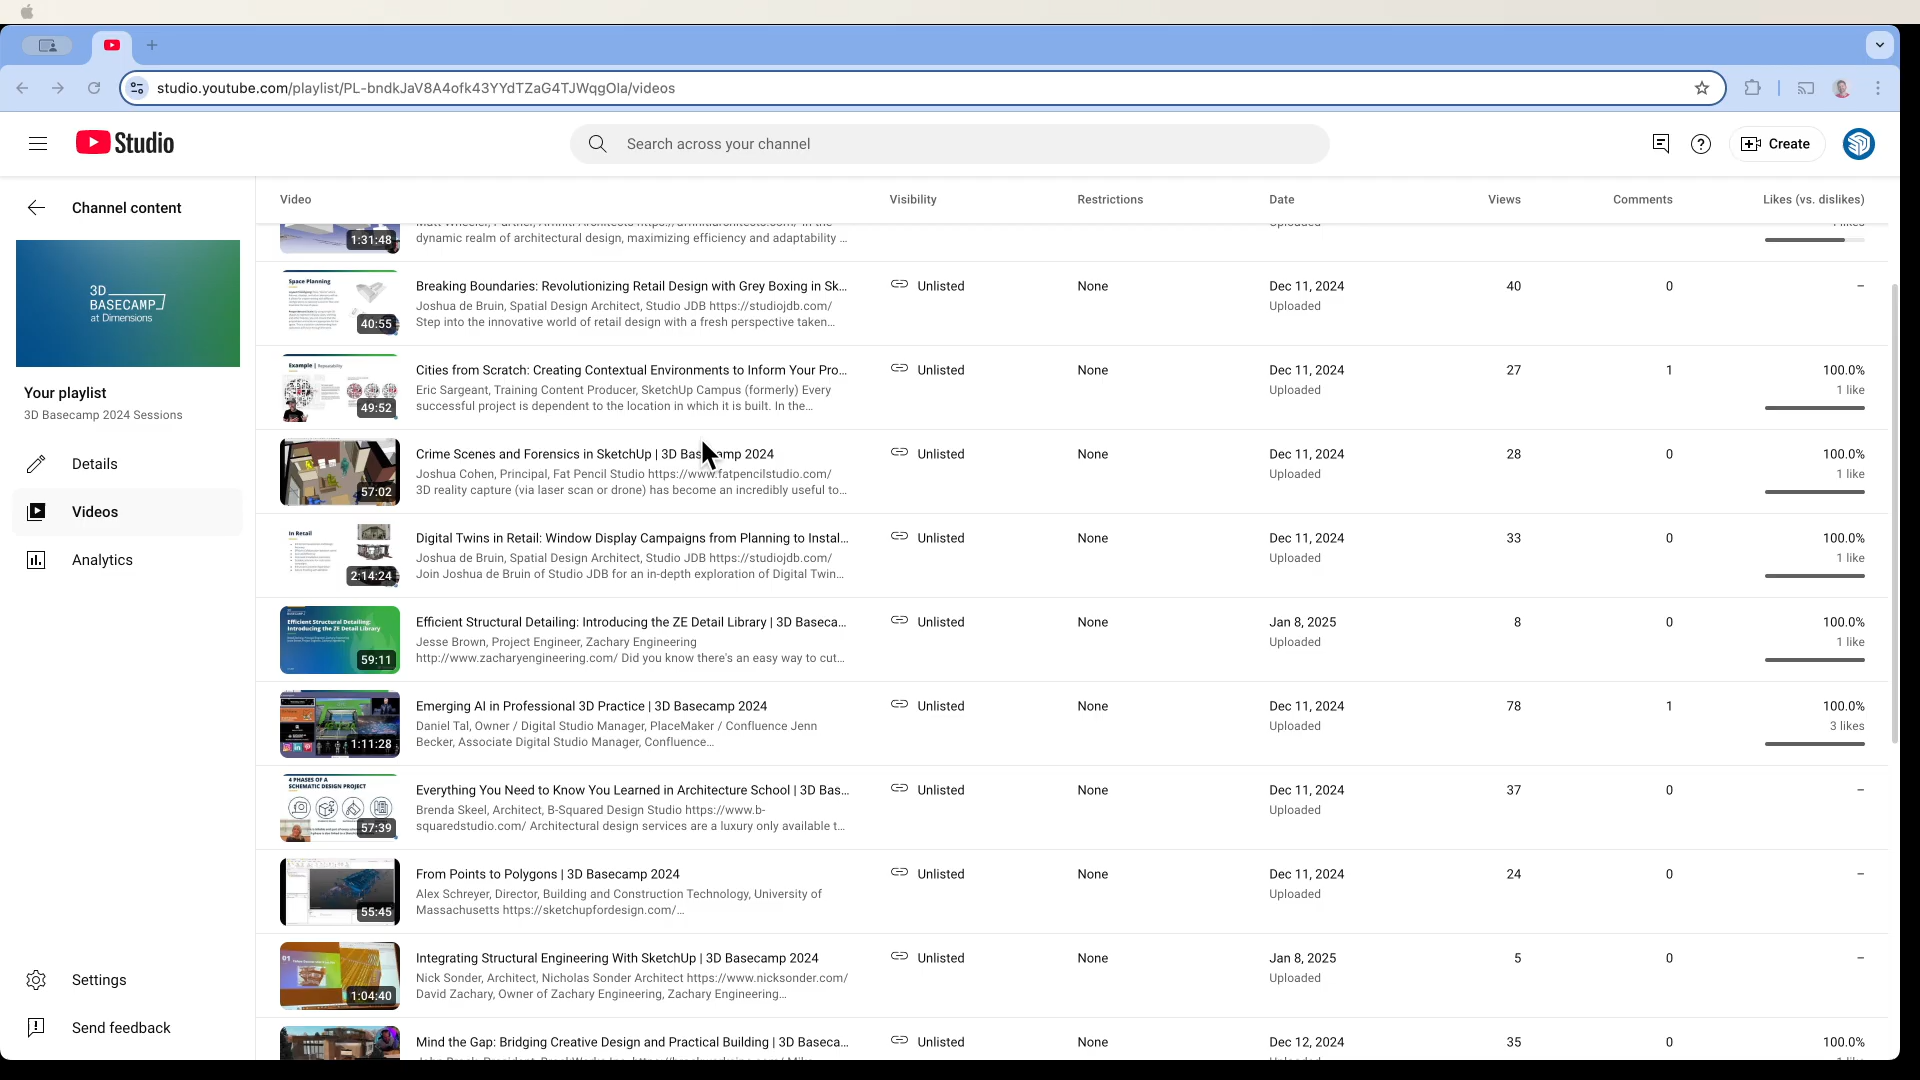 studio.youtube.com/playlist/PL-bndkJaV8A4ofk43YYdTZaG4TJWqgOla/videos
Studio
Search across your channel
Create
Channel content
Video
Visibility
Restrictions
Date
Views
Comments
Likes (vs. dislikes)
3D
BASECAMP
at Dimensions
Your playlist
3D Basecamp 2024 Sessions
Details
Videos
Analytics
Settings
Send feedback
1:31:48
dynamic realm of architectural design, maximizing efficiency and adaptability …
Uploaded
Space Planning
40:55
Breaking Boundaries: Revolutionizing Retail Design with Grey Boxing in Sk…
Joshua de Bruin, Spatial Design Architect, Studio JDB https://studiojdb.com/
Step into the innovative world of retail design with a fresh perspective taken…
Unlisted
None
Dec 11, 2024
Uploaded
40
0
–
Example | Repeatability
49:52
Cities from Scratch: Creating Contextual Environments to Inform Your Pro…
Eric Sargeant, Training Content Producer, SketchUp Campus (formerly) Every
successful project is dependent to the location in which it is built. In the…
Unlisted
None
Dec 11, 2024
Uploaded
27
1
100.0%
1 like
57:02
Crime Scenes and Forensics in SketchUp | 3D Basecamp 2024
Joshua Cohen, Principal, Fat Pencil Studio https://www.fatpencilstudio.com/
3D reality capture (via laser scan or drone) has become an incredibly useful to…
Unlisted
None
Dec 11, 2024
Uploaded
28
0
100.0%
1 like
In Retail
2:14:24
Digital Twins in Retail: Window Display Campaigns from Planning to Instal…
Joshua de Bruin, Spatial Design Architect, Studio JDB https://studiojdb.com/
Join Joshua de Bruin of Studio JDB for an in-depth exploration of Digital Twin…
Unlisted
None
Dec 11, 2024
Uploaded
33
0
100.0%
1 like
Efficient Structural Detailing:
Introducing the ZE Detail Library
59:11
Efficient Structural Detailing: Introducing the ZE Detail Library | 3D Baseca…
Jesse Brown, Project Engineer, Zachary Engineering
http://www.zacharyengineering.com/ Did you know there's an easy way to cut…
Unlisted
None
Jan 8, 2025
Uploaded
8
0
100.0%
1 like
1:11:28
Emerging AI in Professional 3D Practice | 3D Basecamp 2024
Daniel Tal, Owner / Digital Studio Manager, PlaceMaker / Confluence Jenn
Becker, Associate Digital Studio Manager, Confluence…
Unlisted
None
Dec 11, 2024
Uploaded
78
1
100.0%
3 likes
4 PHASES OF A
SCHEMATIC DESIGN PROJECT
57:39
Everything You Need to Know You Learned in Architecture School | 3D Bas…
Brenda Skeel, Architect, B-Squared Design Studio https://www.b-
squaredstudio.com/ Architectural design services are a luxury only available t…
Unlisted
None
Dec 11, 2024
Uploaded
37
0
–
55:45
From Points to Polygons | 3D Basecamp 2024
Alex Schreyer, Director, Building and Construction Technology, University of
Massachusetts https://sketchupfordesign.com/…
Unlisted
None
Dec 11, 2024
Uploaded
24
0
–
01
1:04:40
Integrating Structural Engineering With SketchUp | 3D Basecamp 2024
Nick Sonder, Architect, Nicholas Sonder Architect https://www.nicksonder.com/
David Zachary, Owner of Zachary Engineering, Zachary Engineering…
Unlisted
None
Jan 8, 2025
Uploaded
5
0
–
Mind the Gap: Bridging Creative Design and Practical Building | 3D Baseca…
Unlisted
None
Dec 12, 2024
35
0
100.0%